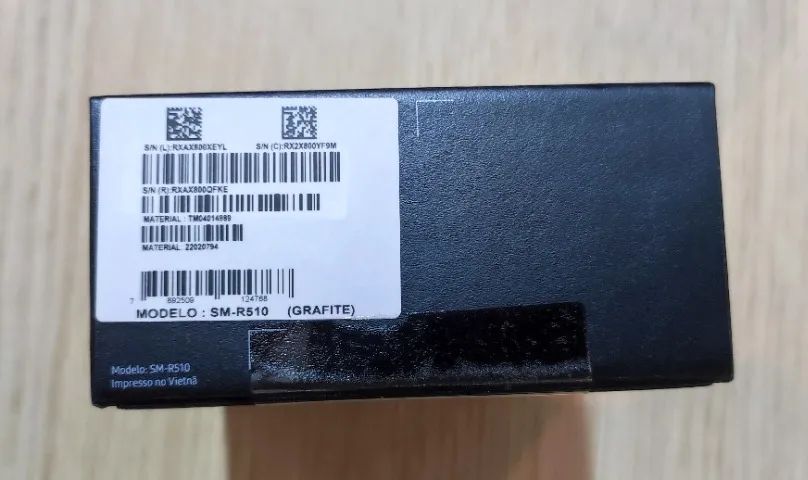 S/N (L):RXAX800XEYL S/N (C):RX2X800YF9M
S/N (R):RXAX800QFKE
MATERIAL : TM04014989
MATERIAL 22020794
7 892509 124768
MODELO : SM-R510 (GRAFITE)
Modelo: SM-R510
Impresso no Vietnã